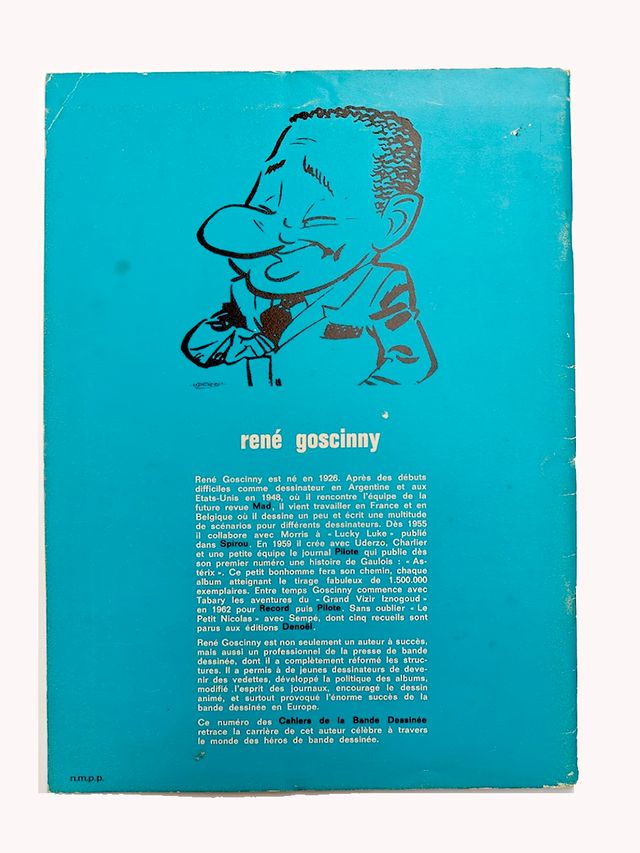 rené goscinny
René Goscinny est né en 1926. Après des débuts
difficiles comme dessinateur en Argentine et aux
Etats-Unis en 1948, où il rencontre l'équipe de la
future revue Mad, il vient travailler en France et en
Belgique où il dessine un peu et écrit une multitude
de scénarios pour différents dessinateurs. Dès 1955
il collabore avec Morris à « Lucky Luke » publié
dans Spirou. En 1959 il crée avec Uderzo, Charlier
et une petite équipe le journal Pilote qui publie dès
son premier numéro une histoire de Gaulois : « As-
térix ». Ce petit bonhomme fera son chemin, chaque
album atteignant le tirage fabuleux de 1.500.000
exemplaires. Entre temps Goscinny commence avec
Tabary les aventures du « Grand Vizir Iznogoud »
en 1962 pour Record puis Pilote. Sans oublier « Le
Petit Nicolas » avec Sempé, dont cinq recueils sont
parus aux éditions Denoël.
René Goscinny est non seulement un auteur à succès,
mais aussi un professionnel de la presse de bande
dessinée, dont il a complètement réformé les struc-
tures. Il a permis à de jeunes dessinateurs de deve-
nir des vedettes, développé la politique des albums,
modifié l'esprit des journaux, encouragé le dessin
animé, et surtout provoqué l'énorme succès de la
bande dessinée en Europe.
Ce numéro des Cahiers de la Bande Dessinée
retrace la carrière de cet auteur célèbre à travers
le monde des héros de bande dessinée.
n.m.p.p.